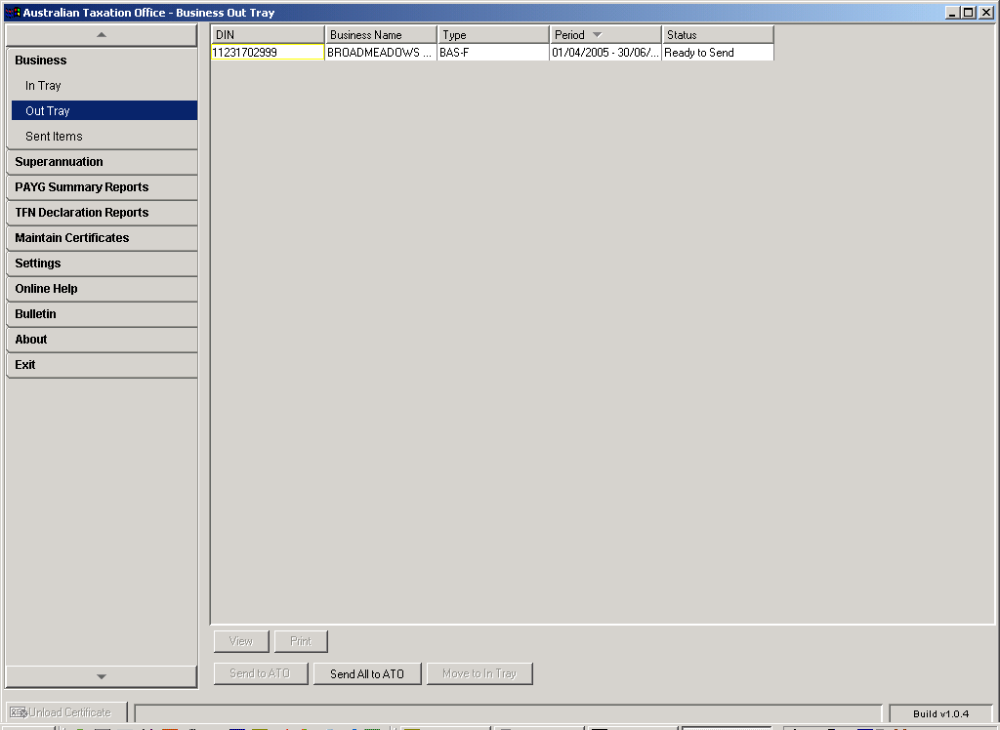 Australian Taxation Office - Business Out Tray
Business
In Tray
Out Tray
Sent Items
Superannuation
PAYG Summary Reports
TFN Declaration Reports
Maintain Certificates
Settings
Online Help
Bulletin
About
Exit
DIN Business Name Type Period Status
11231702999 BROADMEADOWS ... BAS-F 01/04/2005 - 30/06/... Ready to Send
View Print
Send to ATO Send All to ATO Move to In Tray
Unload Certificate Build v1.0.4